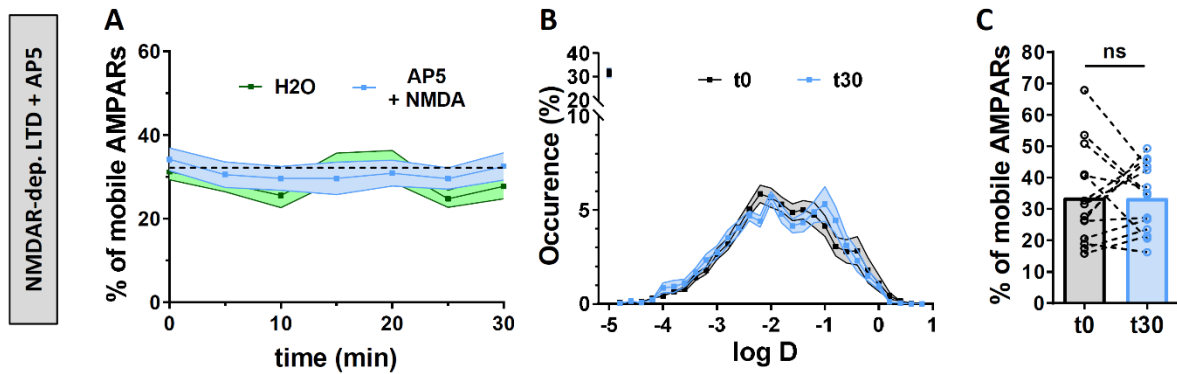 NMDAR-dep. LTD + AP5
A
% of mobile AMPARs
60
40
20
0
H2O
AP5
+ NMDA
0
10
20
30
time (min)
B
Occurence (%)
40
30
20
10
5
0
t0
t30
-5
-4
-3
-2
-1
0
1
log D
C
% of mobile AMPARs
80
70
60
50
40
30
20
10
0
ns
t0
t30